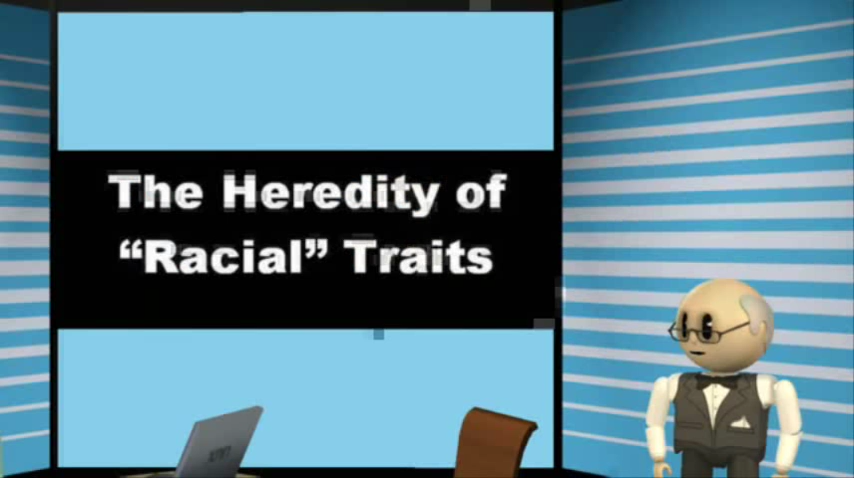 The Heredity of
“Racial” Traits